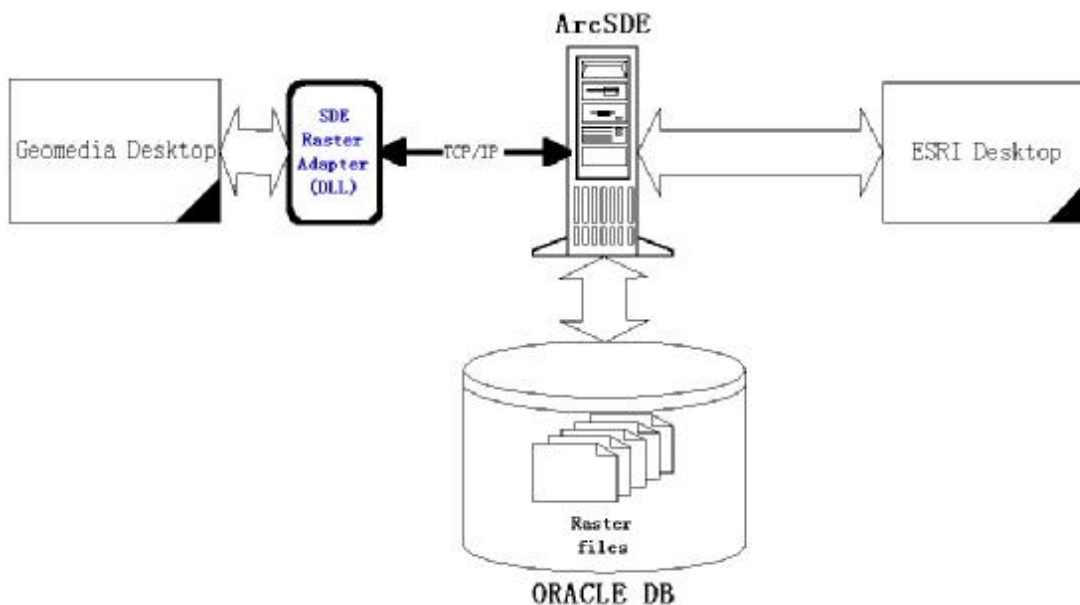 ArcSDE
Geomedia Desktop
SDE
Raster
Adapter
(DLL)
TCP/IP
ESRI Desktop
Raster
files
ORACLE DB